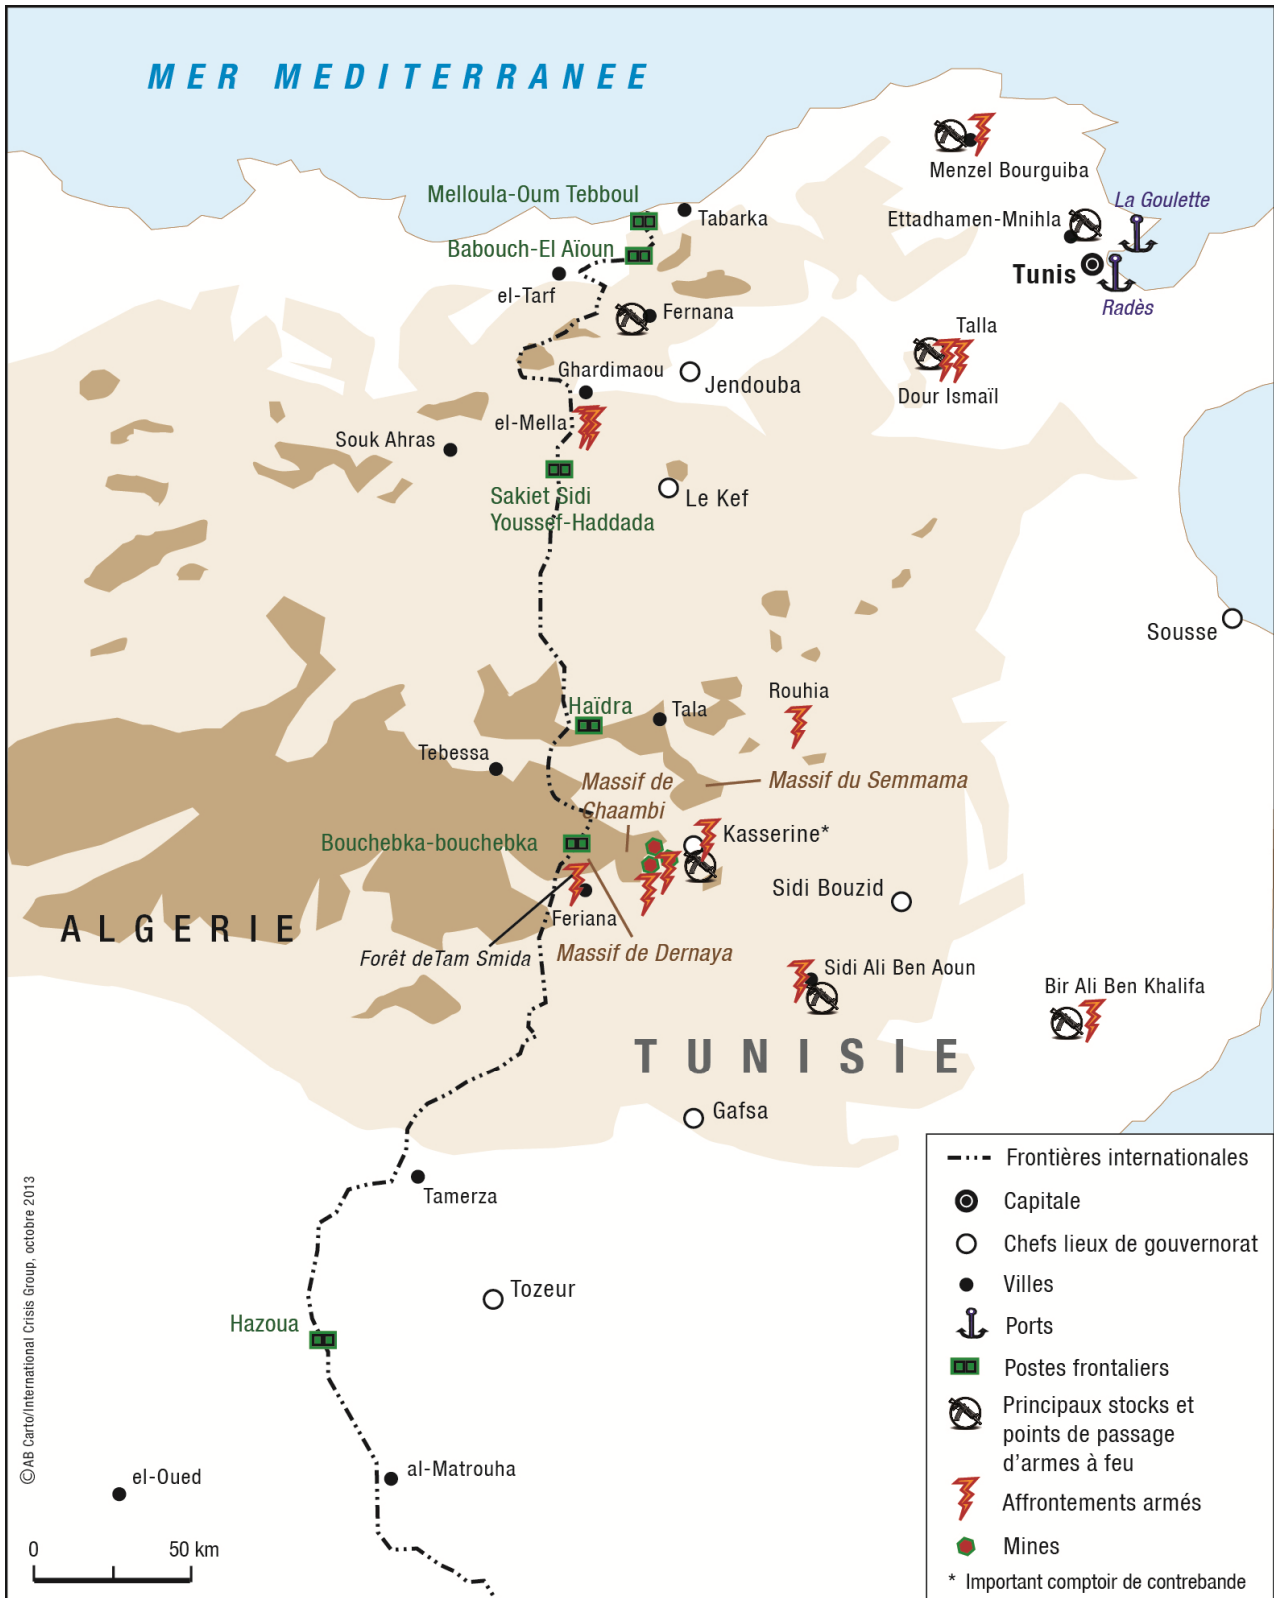 MER MEDITERRANEE
Menzel Bourguiba
Melloula-Oum Tebboul
La Goulette
Tabarka
Ettadhamen-Mnihla
Babouch-El Aïoun
Tunis
el-Tarf
Radès
Fernana
Talla
Ghardimaou
Jendouba
Dour Ismaïl
el-Mella
Souk Ahras
Sakiet Sidi
Youssef-Haddada
Le Kef
Sousse
Rouhia
Haïdra
Tala
Tebessa
Massif de
Chaambi
Massif du Semmama
Bouchebka-bouchebka
Kasserine*
Sidi Bouzid
Feriana
ALGERIE
Forêt deTam Smida
Massif de Dernaya
Sidi Ali Ben Aoun
Bir Ali Ben Khalifa
TUNISIE
Gafsa
Tamerza
Tozeur
Hazoua
al-Matrouha
el-Oued
0 50 km
©AB Carto/International Crisis Group, octobre 2013
Frontières internationales
Capitale
Chefs lieux de gouvernorat
Villes
Ports
Postes frontaliers
Principaux stocks et
points de passage
d'armes à feu
Affrontements armés
Mines
* Important comptoir de contrebande